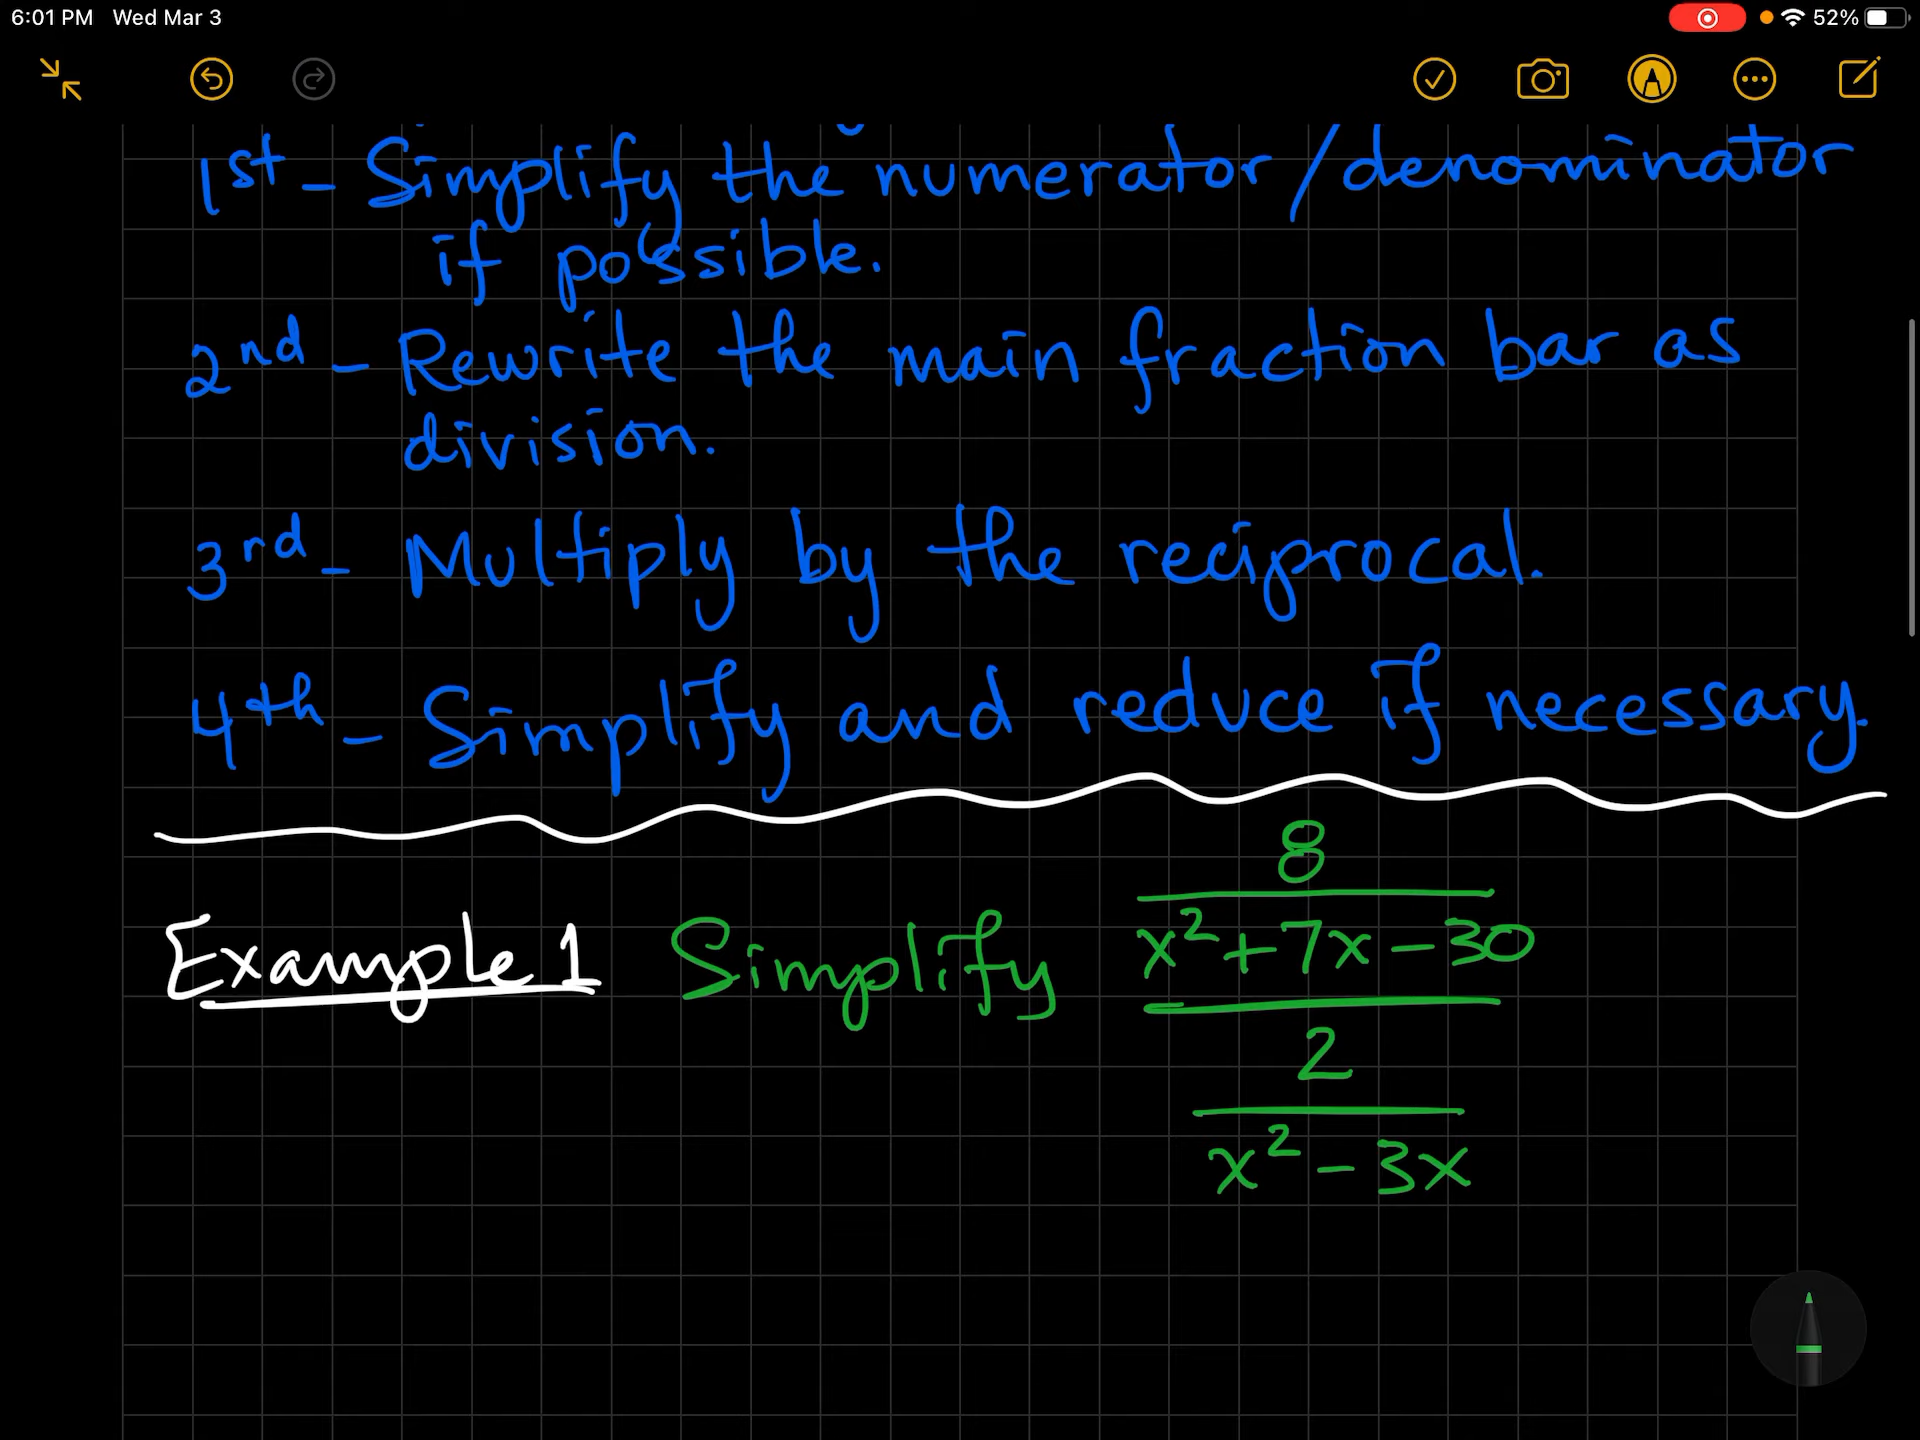 6:01 PM Wed Mar 3 52%
1st - Simplify the numerator/denominator
if possible.
2nd - Rewrite the main fraction bar as
division.
3rd - Multiply by the reciprocal.
4th - Simplify and reduce if necessary.
8
Example 1 Simplify x² + 7x - 30
2
x² - 3x